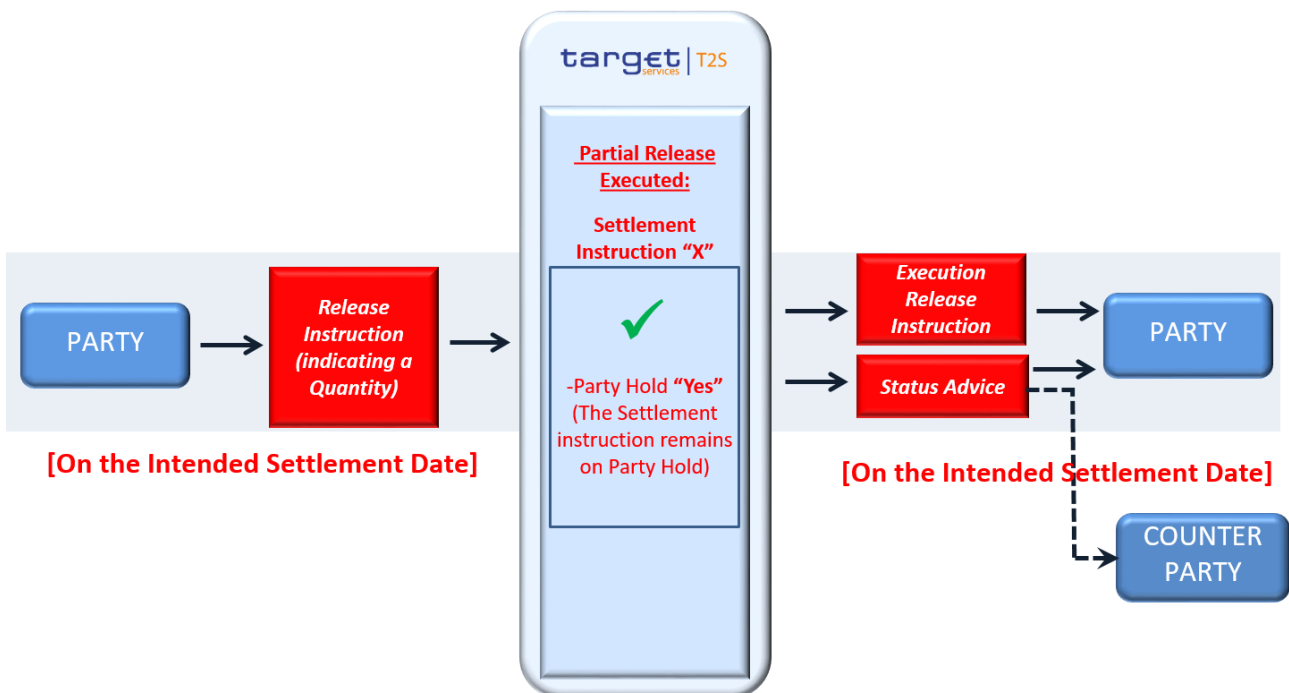 target | T2S
services
Partial Release
Executed:
Settlement
Instruction “X”
PARTY
Release
Instruction
(indicating a
Quantity)
[On the Intended Settlement Date]
-Party Hold “Yes”
(The Settlement
instruction remains
on Party Hold)
Execution
Release
Instruction
Status Advice
PARTY
[On the Intended Settlement Date]
COUNTER
PARTY